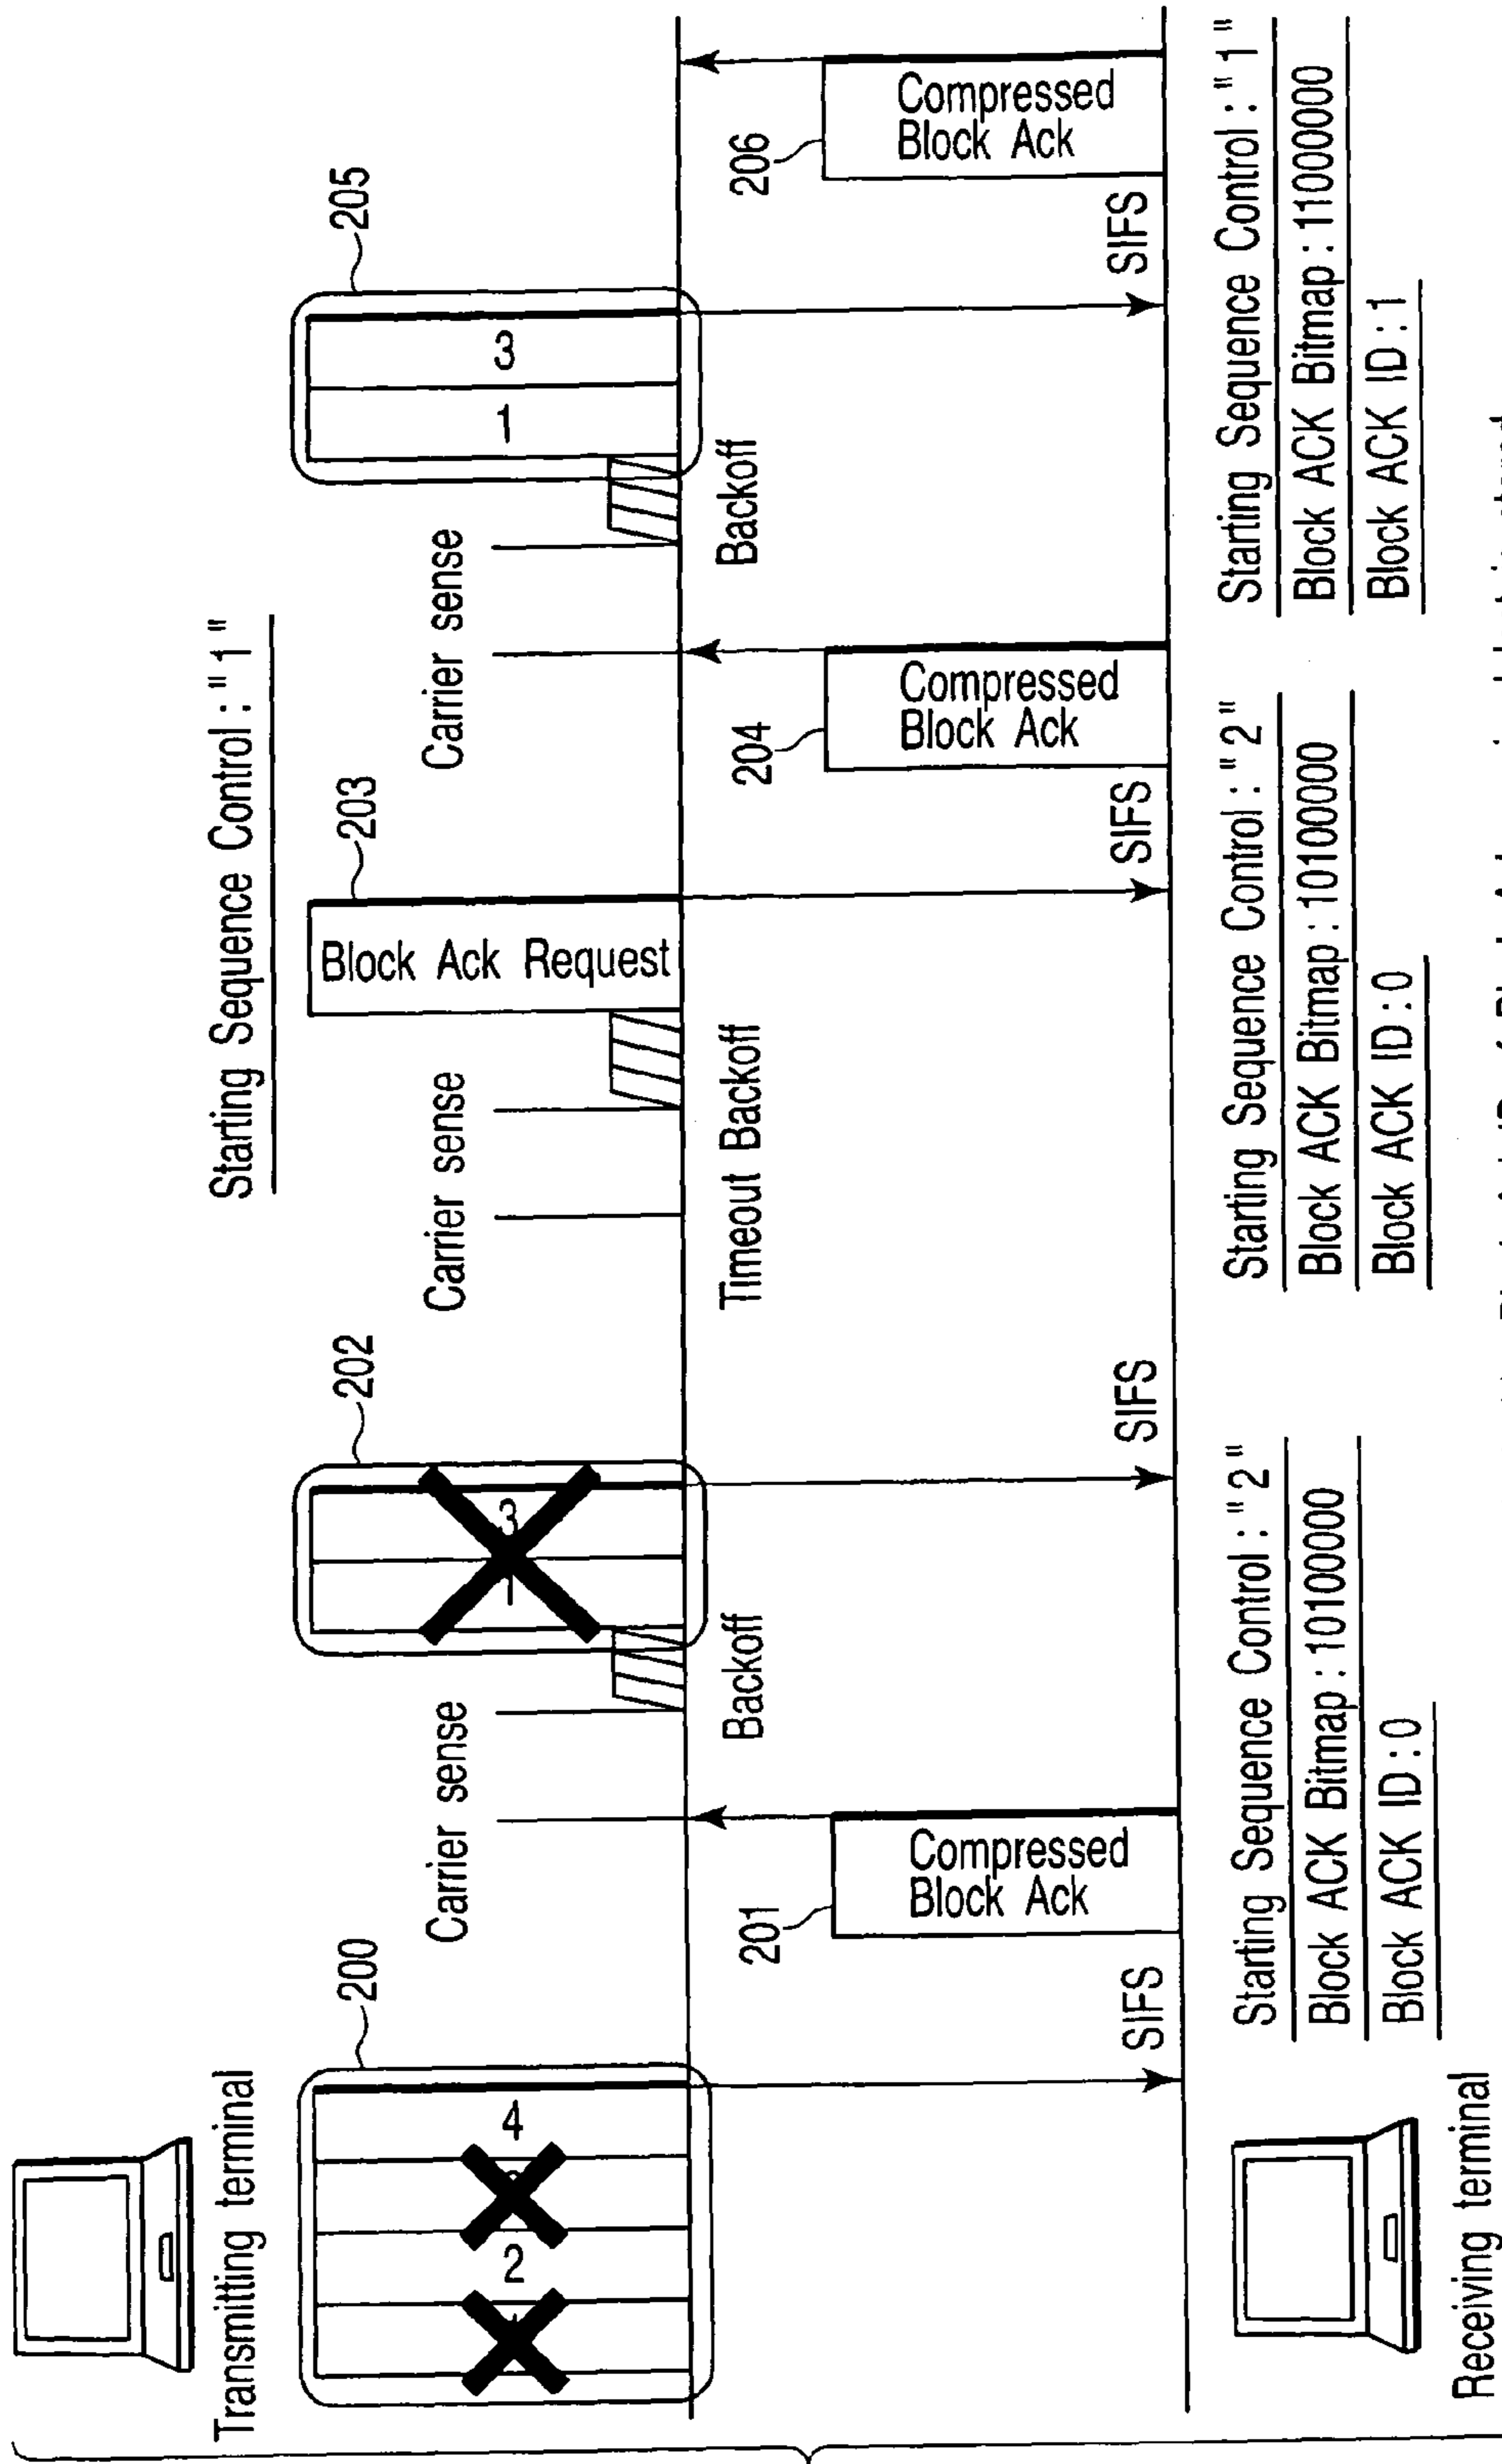 Starting Sequence Control : "1"
Transmitting terminal
200
202
203
205
Carrier sense
Carrier sense
Carrier sense
2
4
3
Block Ack Request
1
3
Backoff
Timeout Backoff
Backoff
201
204
206
Compressed
Block Ack
Compressed
Block Ack
Compressed
Block Ack
SIFS
SIFS
SIFS
SIFS
Receiving terminal
Starting Sequence Control : "2"
Block ACK Bitmap : 10100000
Block ACK ID : 0
Starting Sequence Control : "2"
Block ACK Bitmap : 10100000
Block ACK ID : 0
Starting Sequence Control : "1"
Block ACK Bitmap : 11000000
Block ACK ID : 1